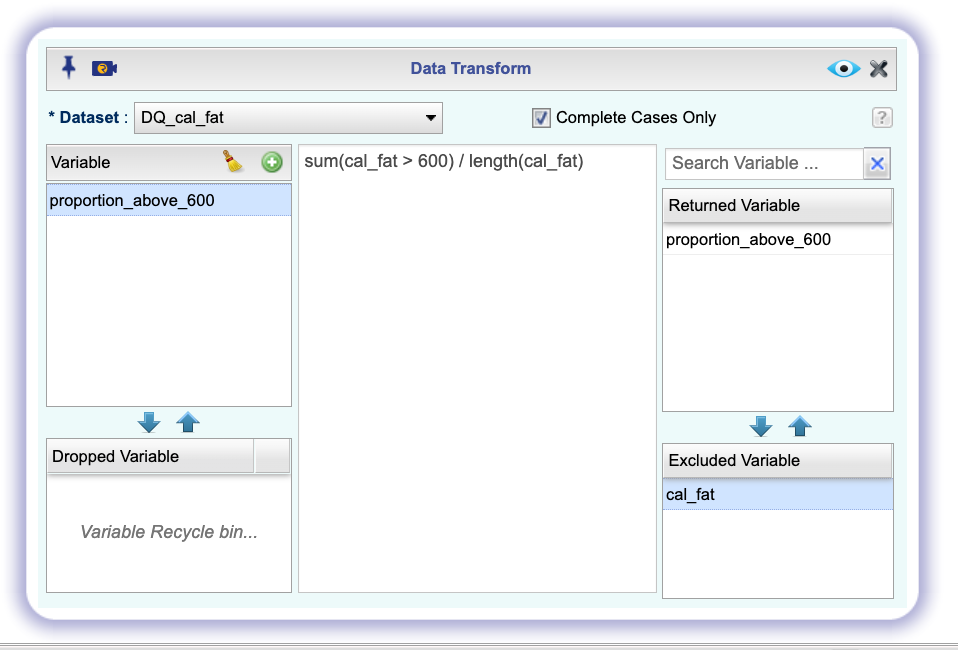 Data Transform
* Dataset :
DQ_cal_fat
Complete Cases Only
?
Variable
proportion_above_600
sum(cal_fat > 600) / length(cal_fat)
Search Variable ...
Returned Variable
proportion_above_600
Dropped Variable
Variable Recycle bin...
Excluded Variable
cal_fat